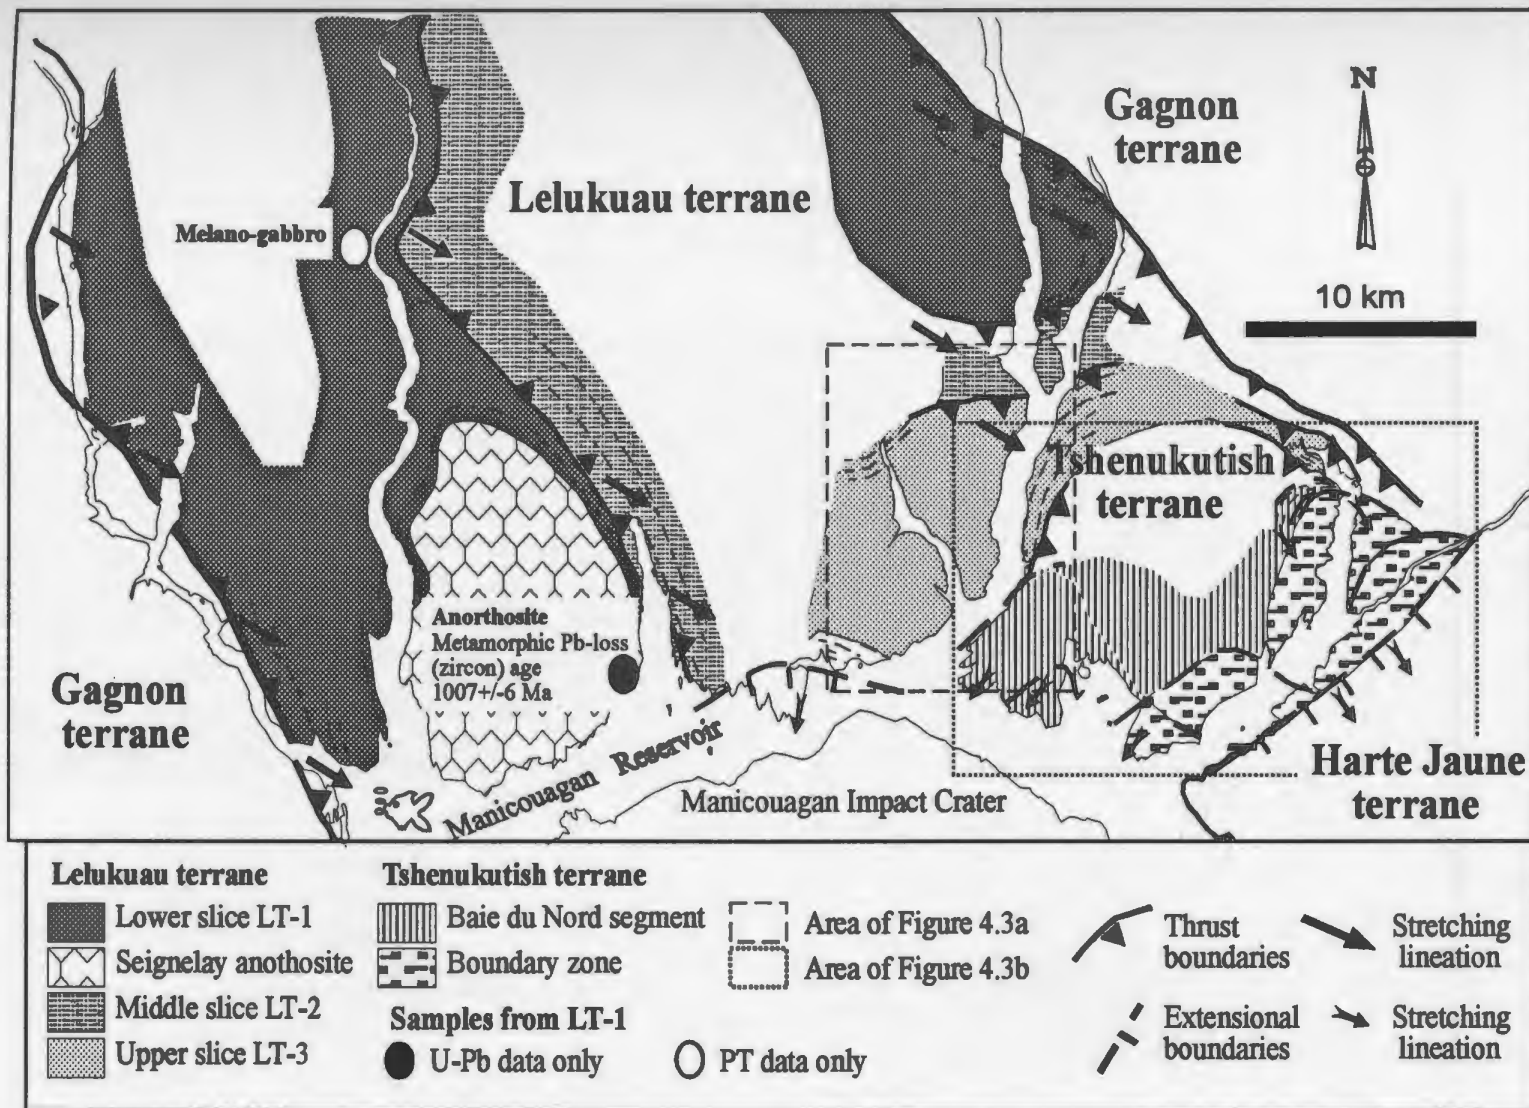 N
Gagnon
terrane
Lelukuau terrane
Melano-gabbro
10 km
Tshenukutish
terrane
Anorthosite
Metamorphic Pb-loss
(zircon) age
1007+/-6 Ma
Gagnon
terrane
Manicouagan Reservoir
Manicouagan Impact Crater
Harte Jaune
terrane
Lelukuau terrane
Lower slice LT-1
Seignelay anothosite
Middle slice LT-2
Upper slice LT-3
Tshenukutish terrane
Baie du Nord segment
Boundary zone
Samples from LT-1
U-Pb data only
PT data only
Area of Figure 4.3a
Area of Figure 4.3b
Thrust
boundaries
Extensional
boundaries
Stretching
lineation
Stretching
lineation